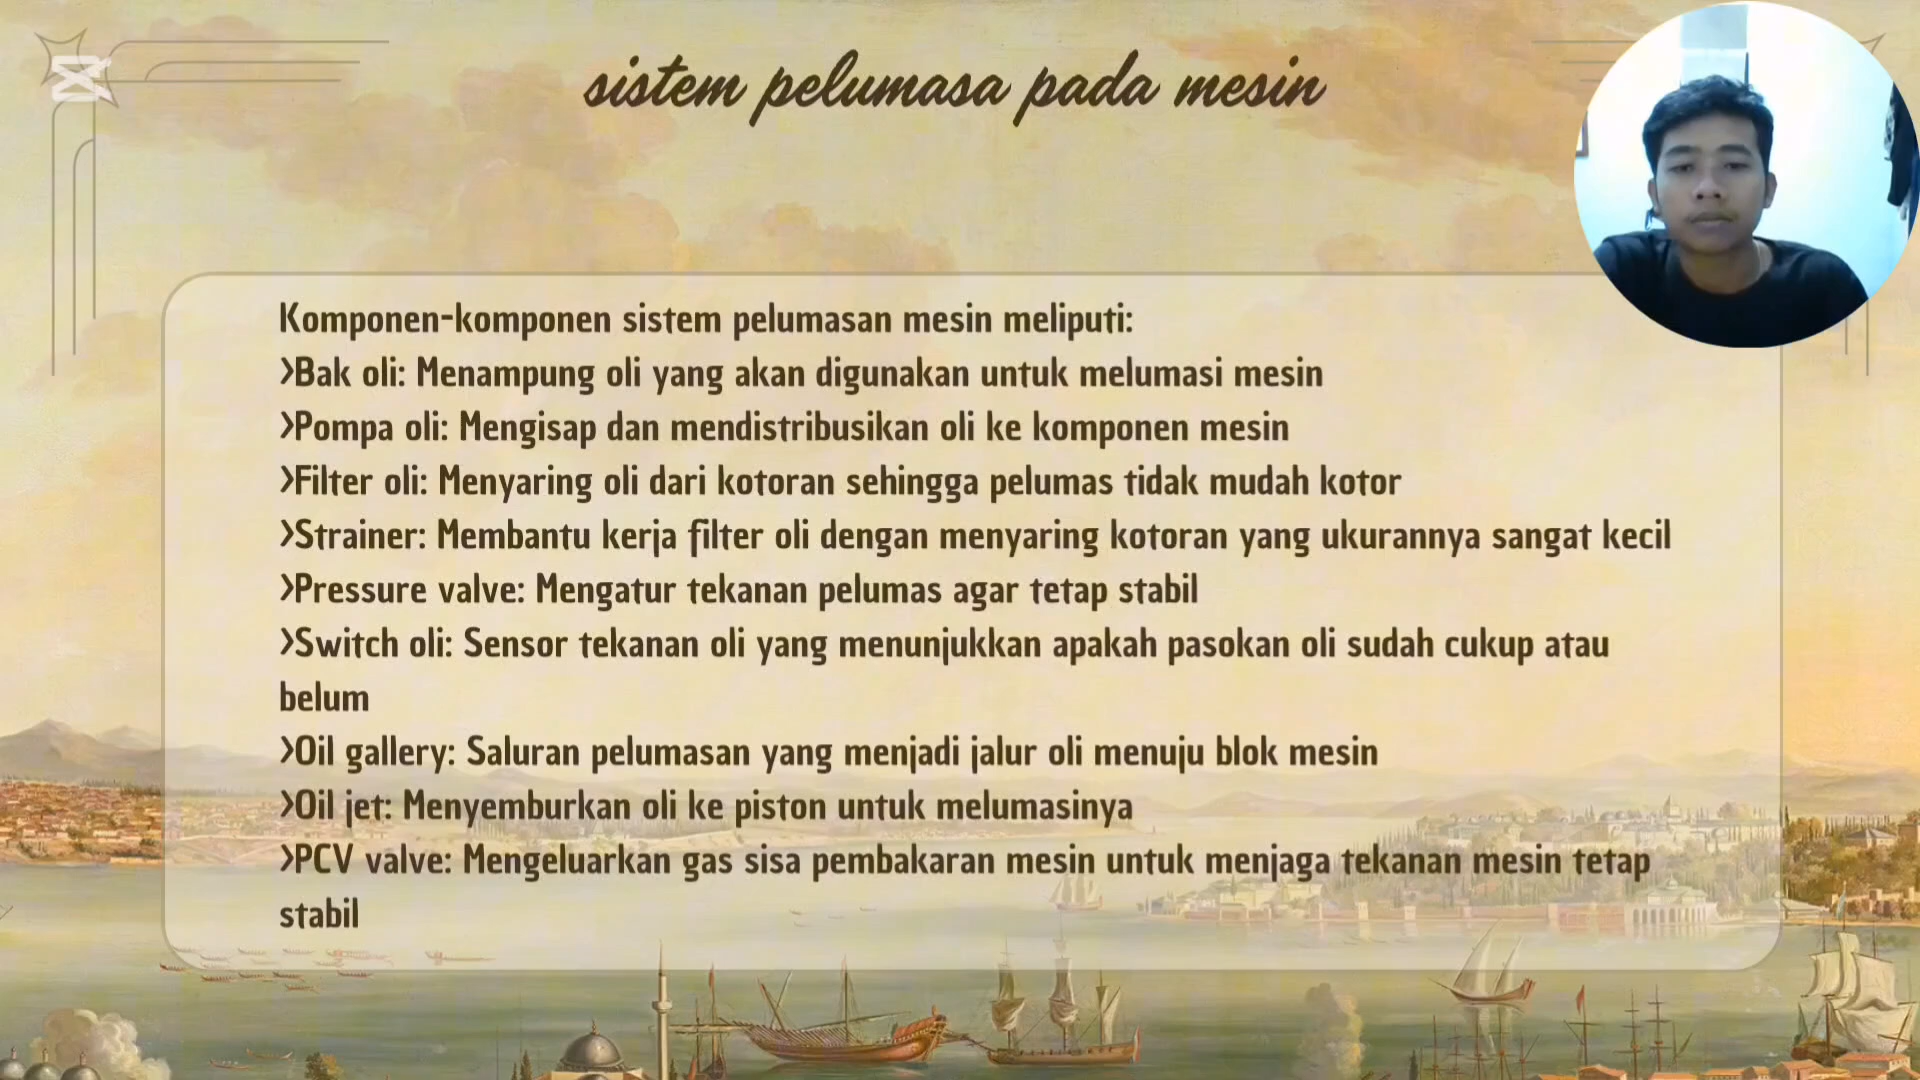 sistem pelumasa pada mesin
Komponen-komponen sistem pelumasan mesin meliputi:
>Bak oli: Menampung oli yang akan digunakan untuk melumasi mesin
>Pompa oli: Mengisap dan mendistribusikan oli ke komponen mesin
>Filter oli: Menyaring oli dari kotoran sehingga pelumas tidak mudah kotor
>Strainer: Membantu kerja filter oli dengan menyaring kotoran yang ukurannya sangat kecil
>Pressure valve: Mengatur tekanan pelumas agar tetap stabil
>Switch oli: Sensor tekanan oli yang menunjukkan apakah pasokan oli sudah cukup atau
belum
>Oil gallery: Saluran pelumasan yang menjadi jalur oli menuju blok mesin
>Oil jet: Menyemburkan oli ke piston untuk melumasinya
>PCV valve: Mengeluarkan gas sisa pembakaran mesin untuk menjaga tekanan mesin tetap
stabil